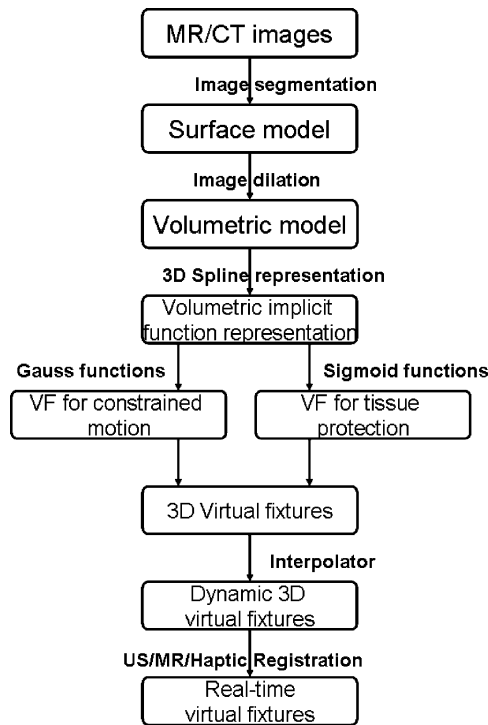 MR/CT images
Image segmentation
Surface model
Image dilation
Volumetric model
3D Spline representation
Volumetric implicit
function representation
Gauss functions
Sigmoid functions
VF for constrained
motion
VF for tissue
protection
3D Virtual fixtures
Interpolator
Dynamic 3D
virtual fixtures
US/MR/Haptic Registration
Real-time
virtual fixtures